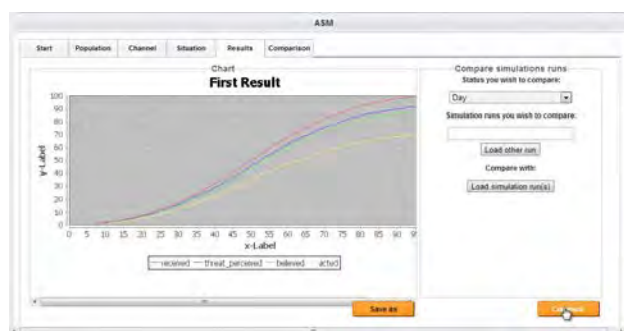 ASM
Start Population Channel Situation Results Comparison
Chart
First Result
100
90
80
70
60
50
40
30
20
10
0
y-Label
0 5 10 15 20 25 30 35 40 45 50 55 60 65 70 75 80 85 90 9
x-Label
received threat_perceived believed acted
Save as
Compare simulations runs
Status you wish to compare:
Day
Simulation runs you wish to compare:
Load other run
Compare with:
Load simulation run(s)